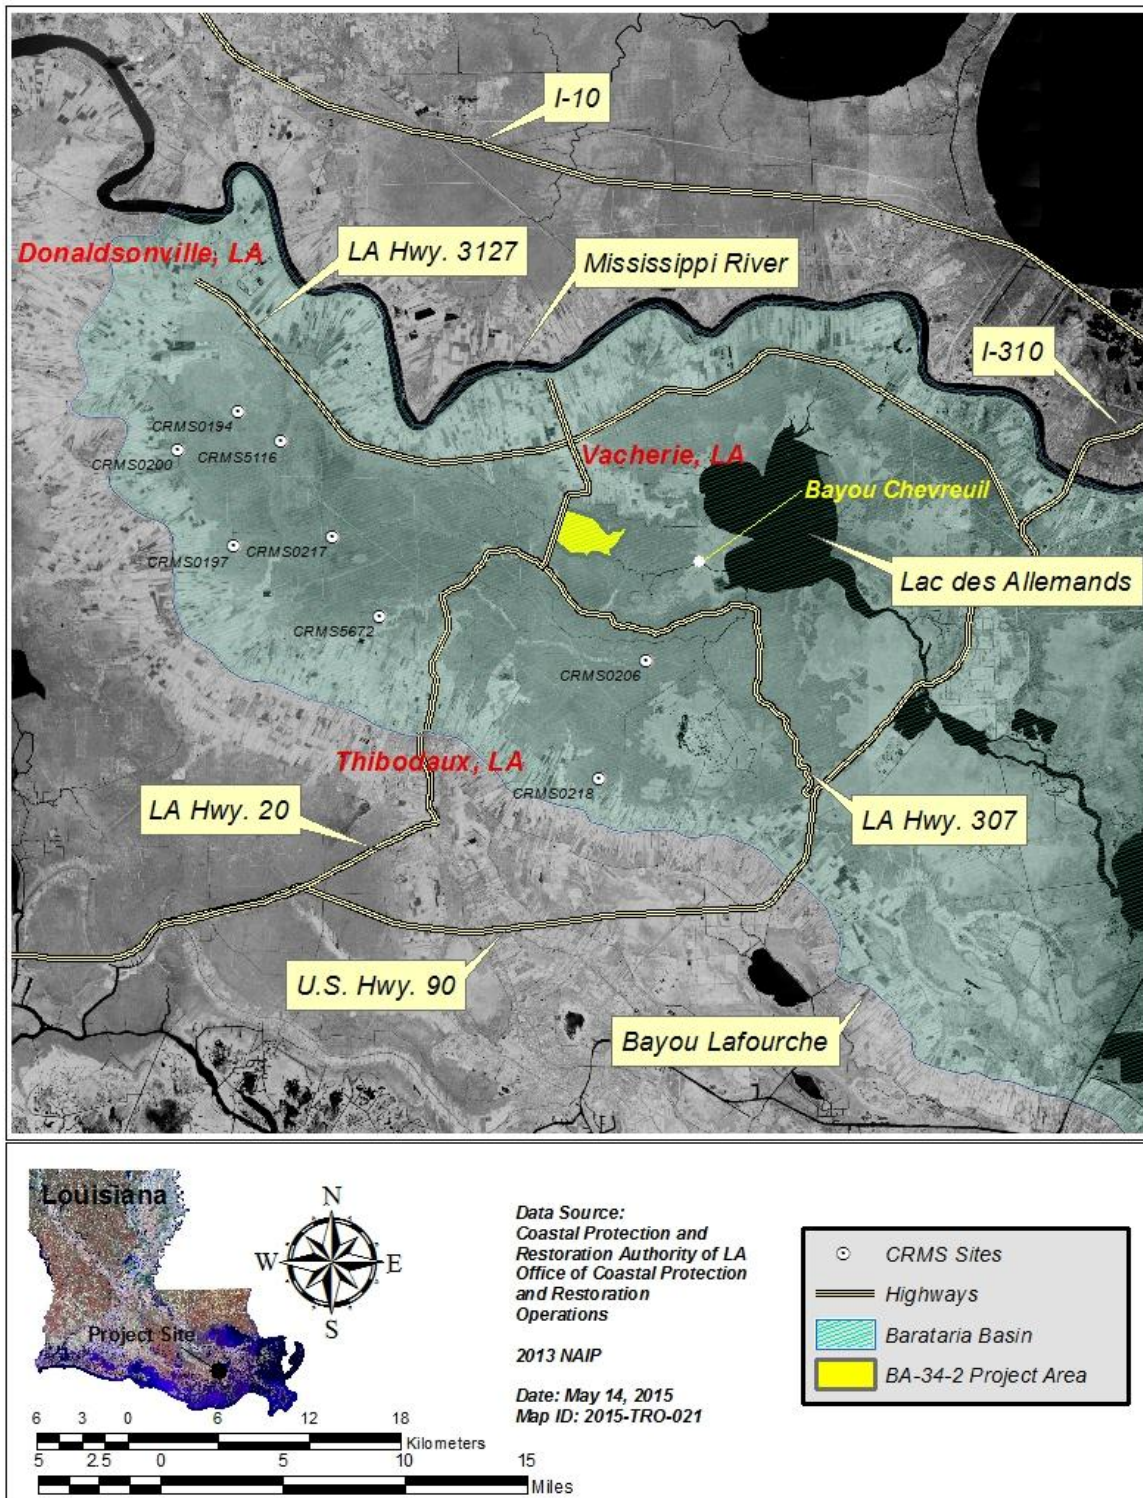 I-10
Donaldsonville, LA
LA Hwy. 3127
Mississippi River
I-310
CRMS0194
CRMS5116
CRMS0200
Vacherie, LA
Bayou Chevreuil
CRMS0217
CRMS0197
Lac des Allemands
CRMS5672
CRMS0206
Thibodaux, LA
CRMS0218
LA Hwy. 20
LA Hwy. 307
U.S. Hwy. 90
Bayou Lafourche
Louisiana
Project Site
N
W E
S
6 3 0 6 12 18
Kilometers
5 2.5 0 5 10 15
Miles
Data Source:
Coastal Protection and
Restoration Authority of LA
Office of Coastal Protection
and Restoration
Operations
2013 NAIP
Date: May 14, 2015
Map ID: 2015-TRO-021
CRMS Sites
Highways
Barataria Basin
BA-34-2 Project Area